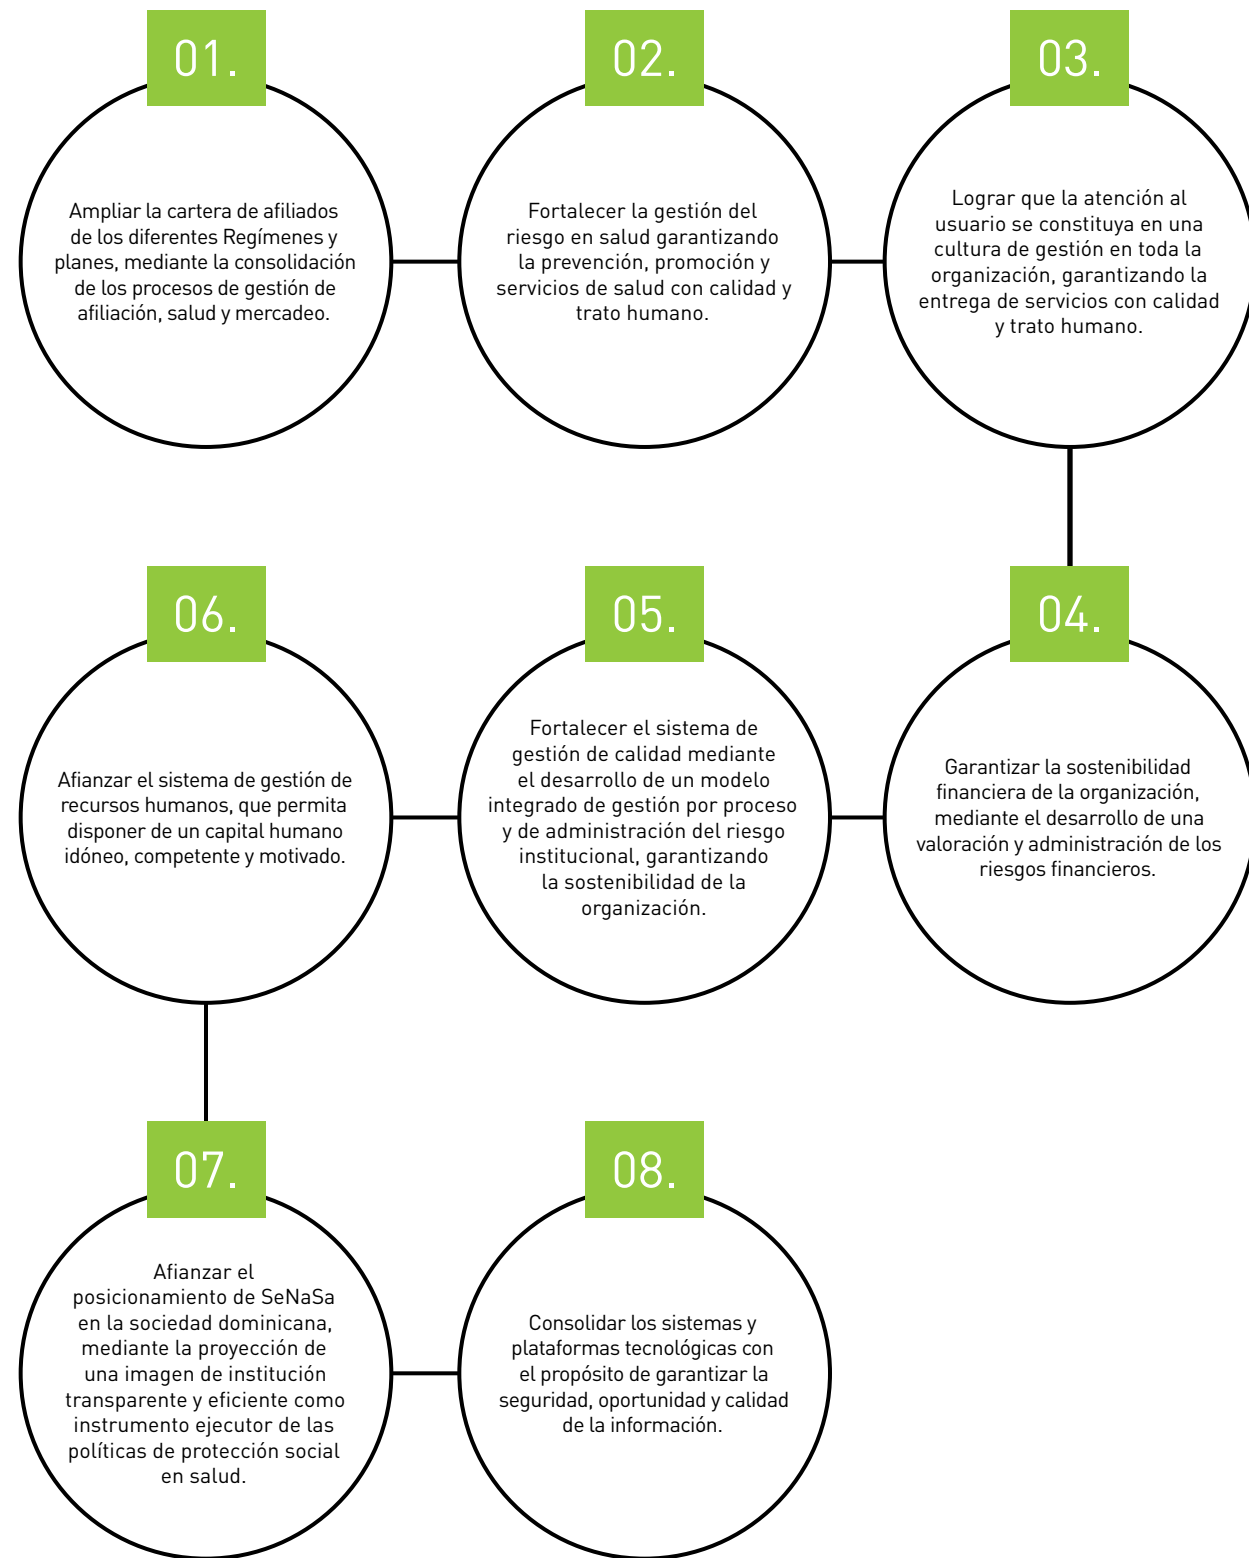 01.
Ampliar la cartera de afiliados
de los diferentes Regímenes y
planes, mediante la consolidación
de los procesos de gestión de
afiliación, salud y mercadeo.
02.
Fortalecer la gestión del
riesgo en salud garantizando
la prevención, promoción y
servicios de salud con calidad y
trato humano.
03.
Lograr que la atención al
usuario se constituya en una
cultura de gestión en toda la
organización, garantizando la
entrega de servicios con calidad
y trato humano.
04.
Garantizar la sostenibilidad
financiera de la organización,
mediante el desarrollo de una
valoración y administración de los
riesgos financieros.
05.
Fortalecer el sistema de
gestión de calidad mediante
el desarrollo de un modelo
integrado de gestión por proceso
y de administración del riesgo
institucional, garantizando
la sostenibilidad de la
organización.
06.
Afianzar el sistema de gestión de
recursos humanos, que permita
disponer de un capital humano
idóneo, competente y motivado.
07.
Afianzar el
posicionamiento de SeNaSa
en la sociedad dominicana,
mediante la proyección de
una imagen de institución
transparente y eficiente como
instrumento ejecutor de las
políticas de protección social
en salud.
08.
Consolidar los sistemas y
plataformas tecnológicas con
el propósito de garantizar la
seguridad, oportunidad y calidad
de la información.